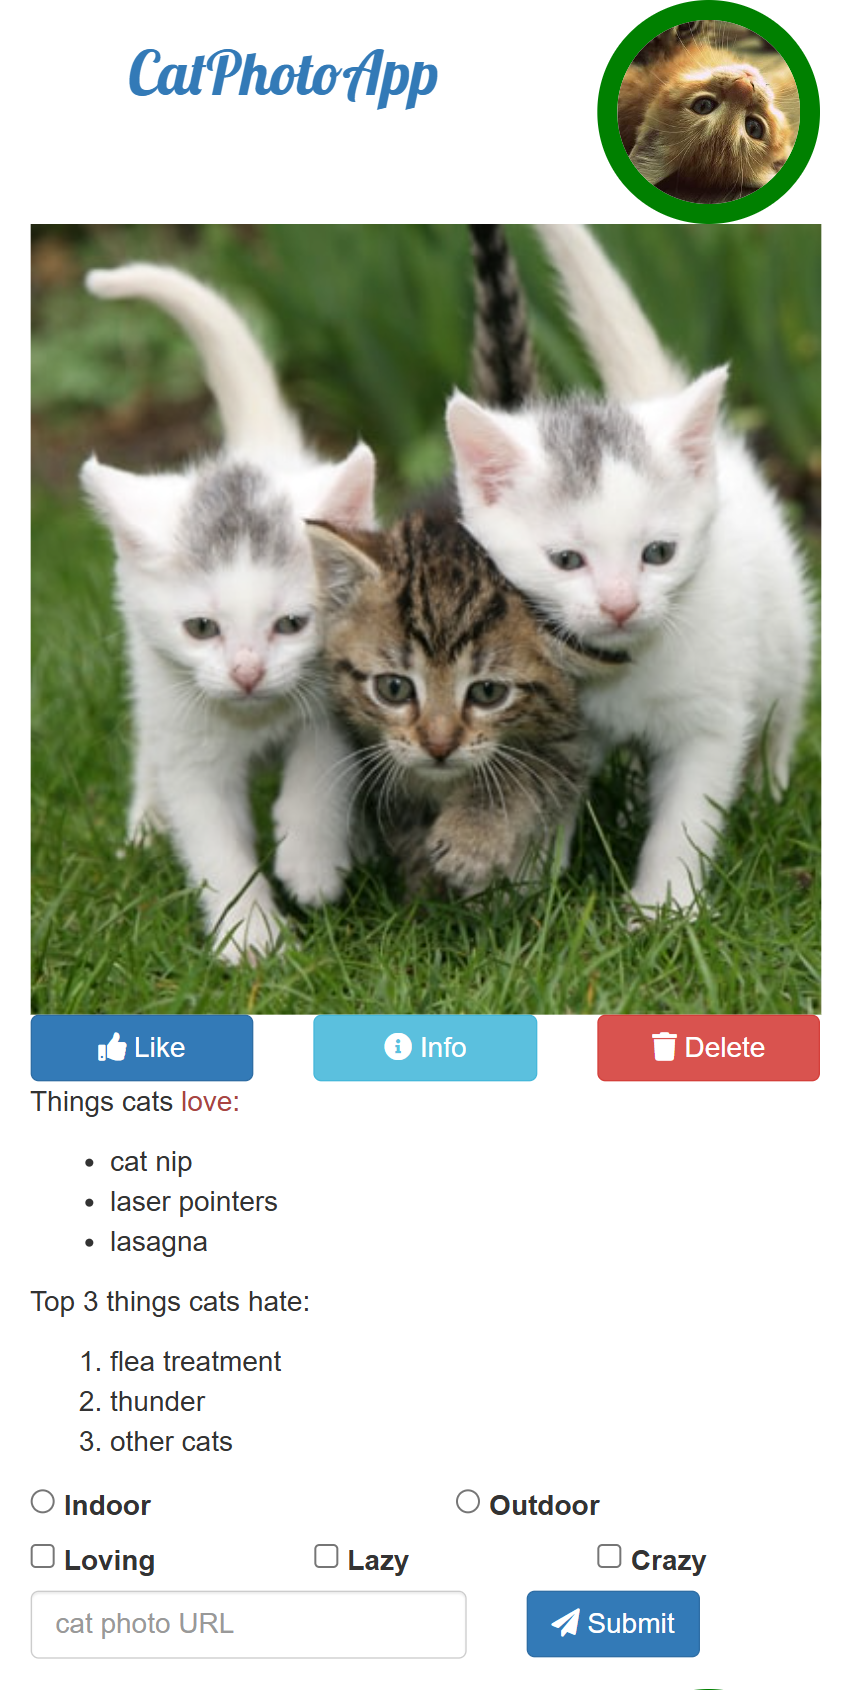 CatPhotoApp
Like
Info
Delete
Things cats love:
• cat nip
• laser pointers
• lasagna
Top 3 things cats hate:
1. flea treatment
2. thunder
3. other cats
Indoor
Outdoor
Loving
Lazy
Crazy
cat photo URL
Submit